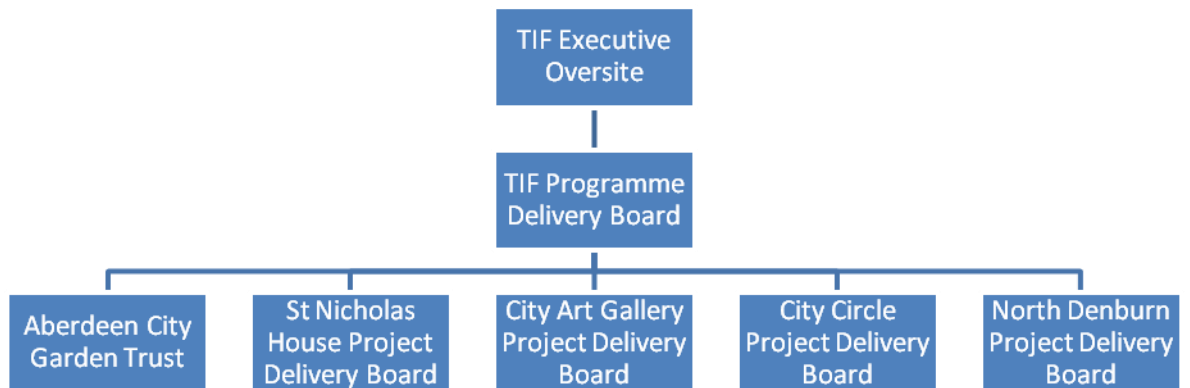 TIF Executive
Oversite
TIF Programme
Delivery Board
Aberdeen City
Garden Trust
St Nicholas
House Project
Delivery Board
City Art Gallery
Project Delivery
Board
City Circle
Project Delivery
Board
North Denburn
Project Delivery
Board